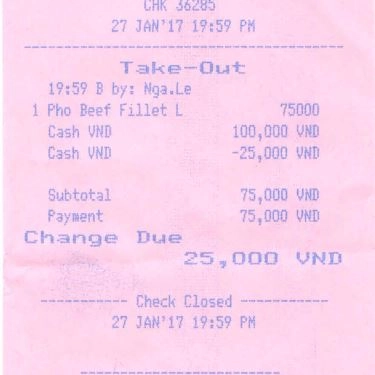 CHK 36285
27 JAN'17 19:59 PM
Take-Out
19:59 B by: Nga.Le
1 Pho Beef Fillet L 75000
Cash VND 100,000 VND
Cash VND -25,000 VND
Subtotal 75,000 VND
Payment 75,000 VND
Change Due
25,000 VND
----------- Check Closed -----------
27 JAN'17 19:59 PM